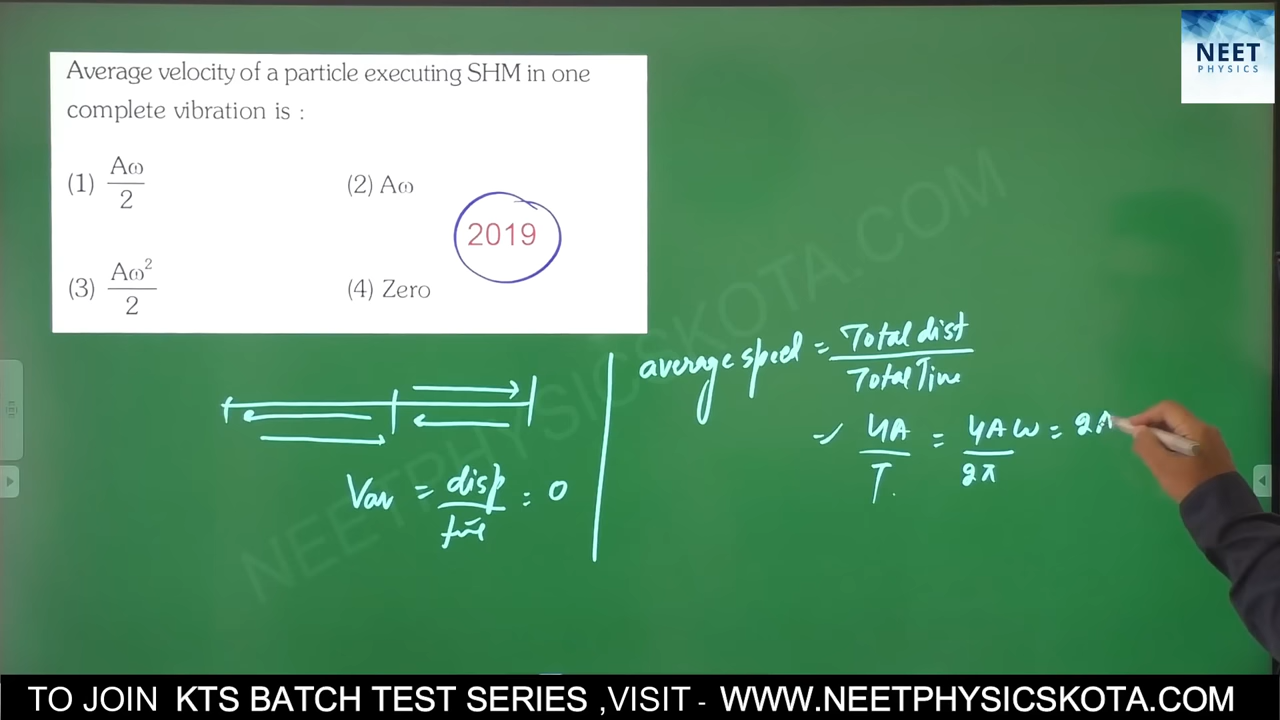 NEET
PHYSICS
Average velocity of a particle executing SHM in one
complete vibration is :
(1) Aω/2
(2) Aω
2019
(3) Aω²/2
(4) Zero
NEETPHYSICSKOTA.COM
Vav = disp/time = 0
average speed = Total dist/Total Time
= 4A/T = 4Aω/2π = 2A
TO JOIN KTS BATCH TEST SERIES ,VISIT - WWW.NEETPHYSICSKOTA.COM